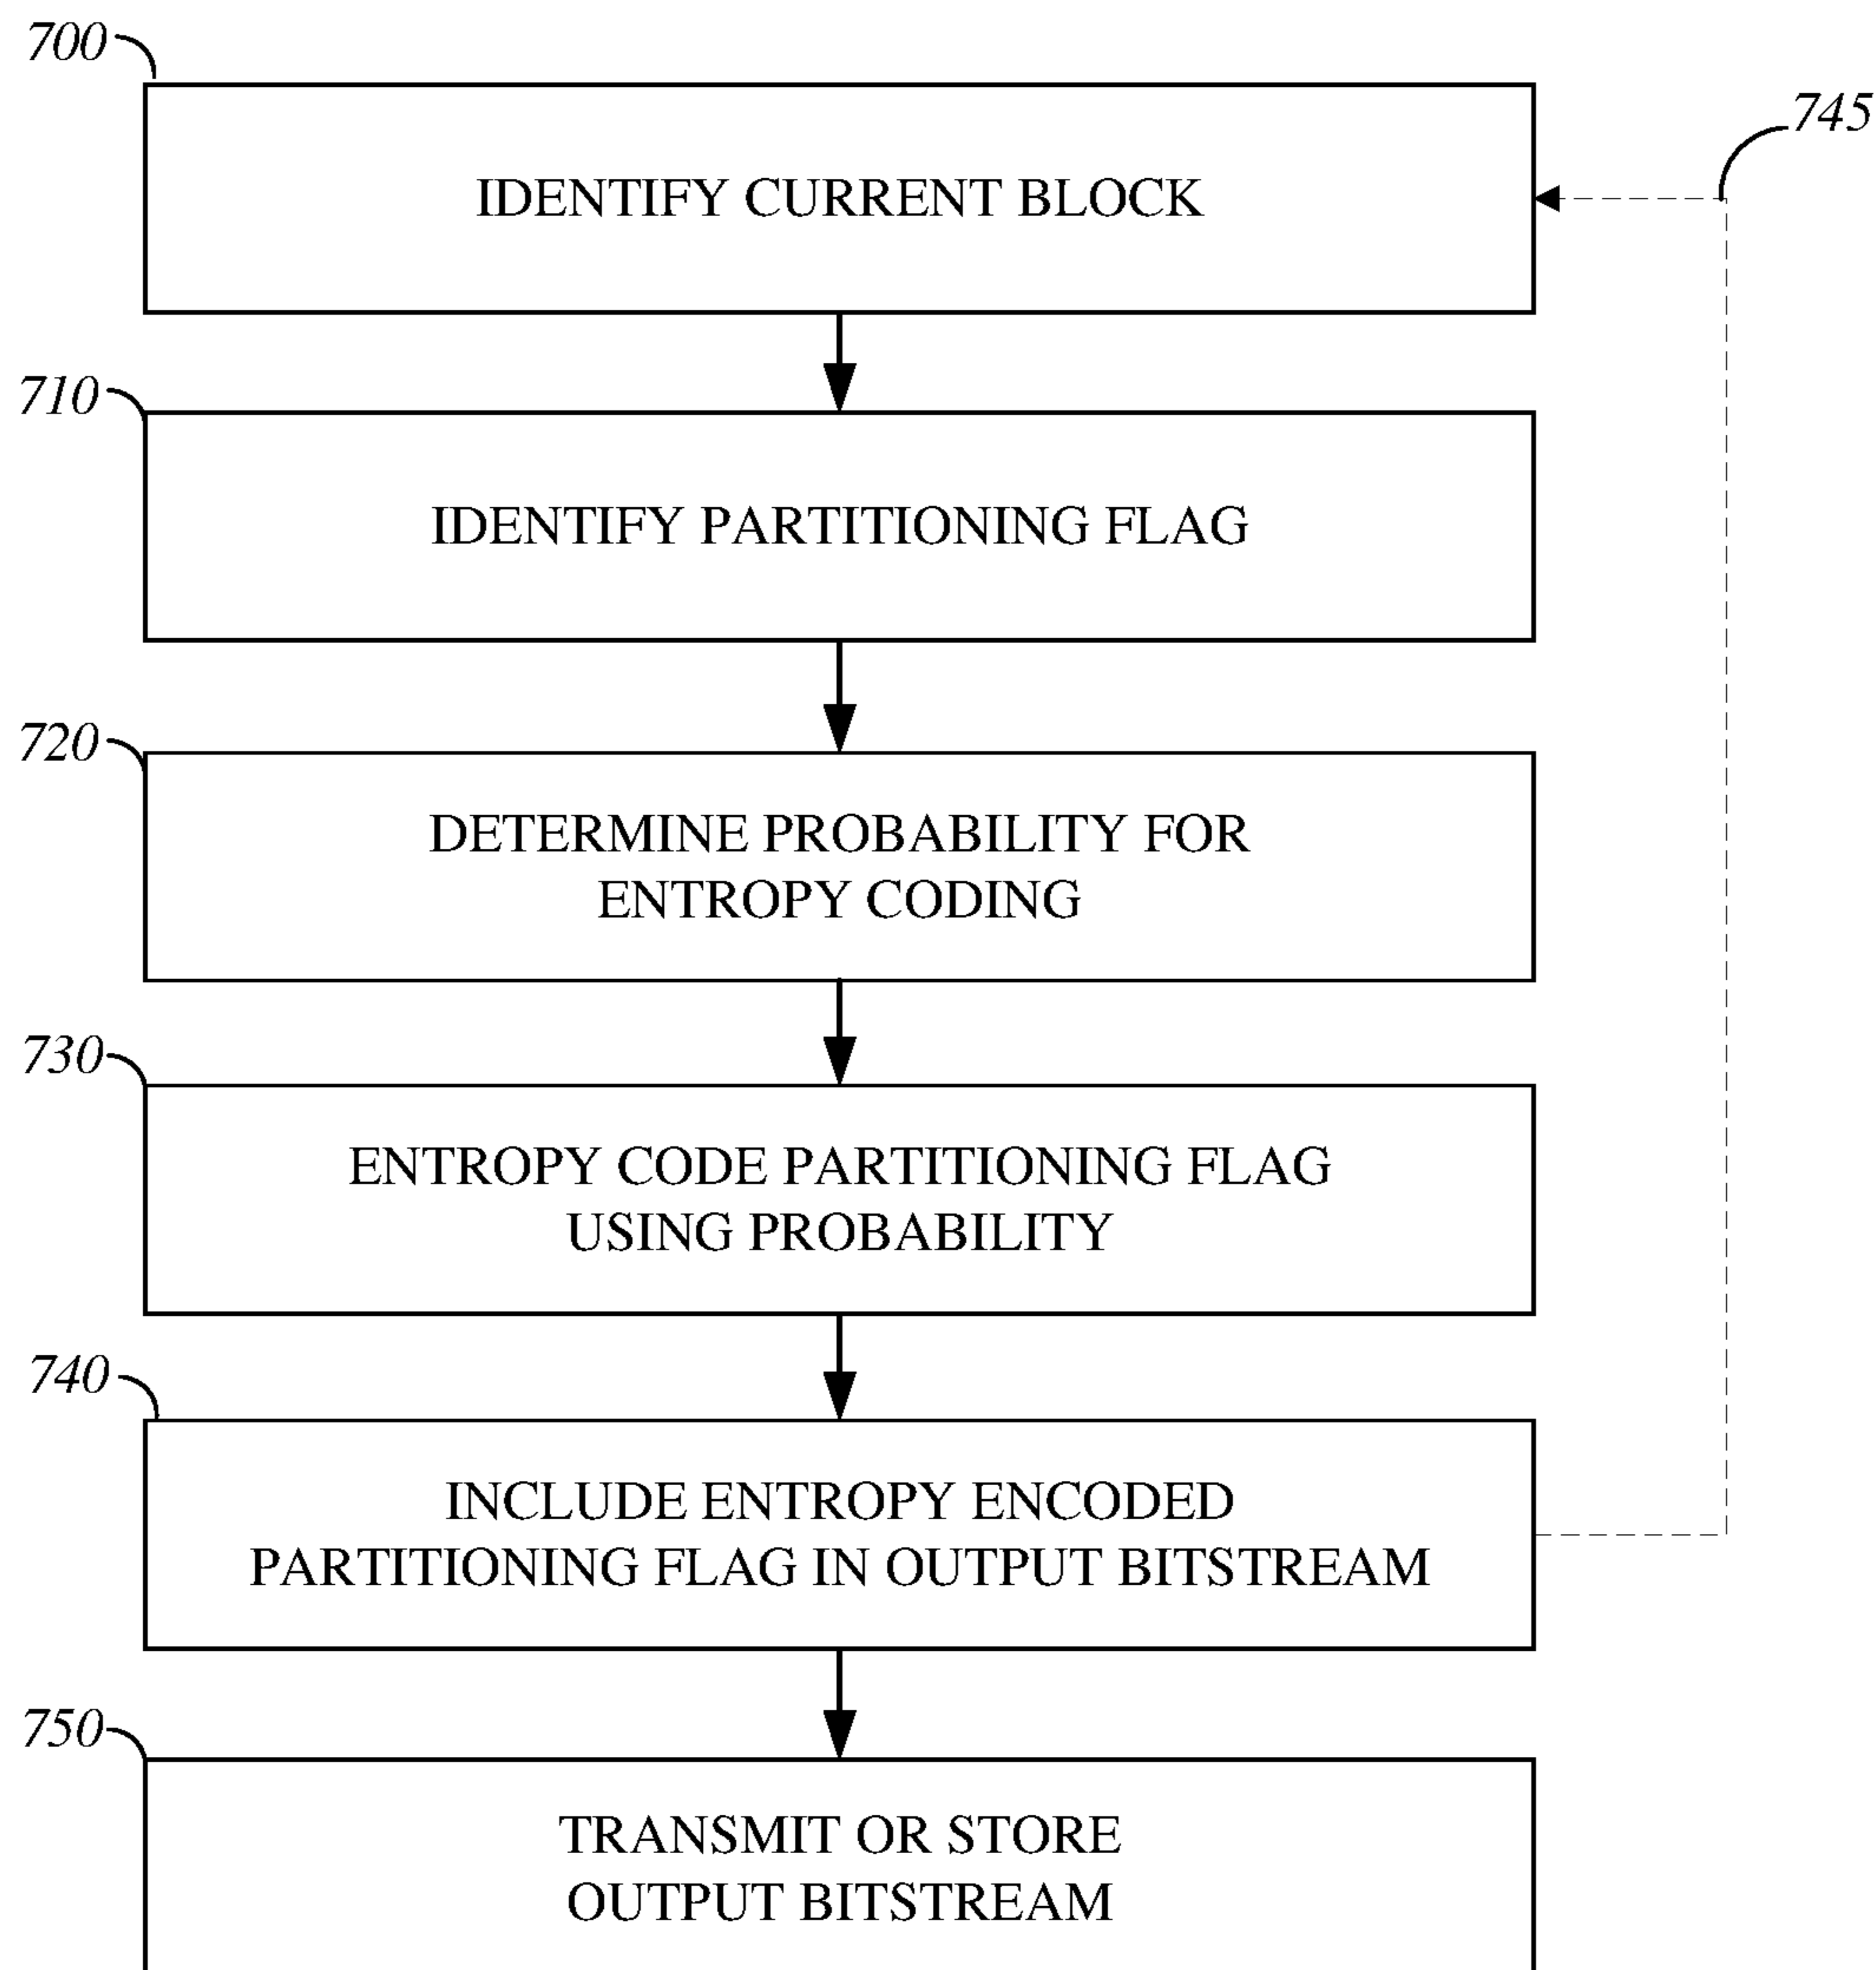 700
745
IDENTIFY CURRENT BLOCK
710
IDENTIFY PARTITIONING FLAG
720
DETERMINE PROBABILITY FOR
ENTROPY CODING
730
ENTROPY CODE PARTITIONING FLAG
USING PROBABILITY
740
INCLUDE ENTROPY ENCODED
PARTITIONING FLAG IN OUTPUT BITSTREAM
750
TRANSMIT OR STORE
OUTPUT BITSTREAM